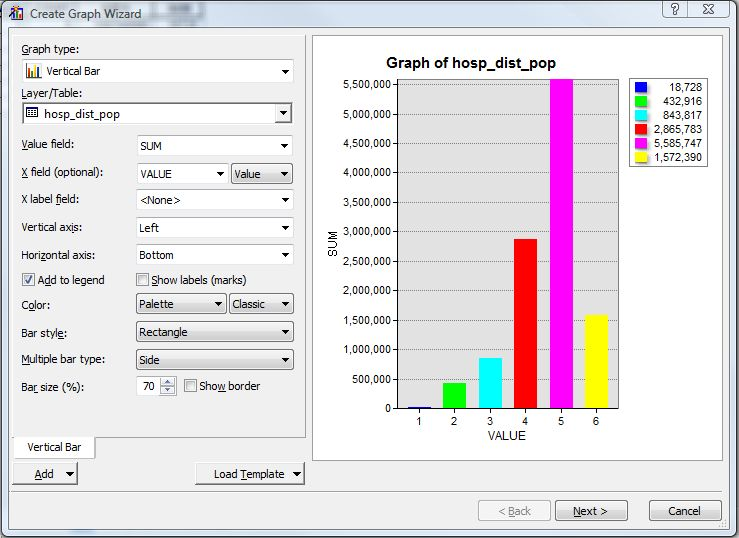 Create Graph Wizard
Graph type:
Vertical Bar
Layer/Table:
hosp_dist_pop
Value field:
SUM
X field (optional):
VALUE
Value
X label field:
<None>
Vertical axis:
Left
Horizontal axis:
Bottom
Add to legend
Show labels (marks)
Color:
Palette
Classic
Bar style:
Rectangle
Multiple bar type:
Side
Bar size (%):
70
Show border
Vertical Bar
Add
Load Template
Graph of hosp_dist_pop
5,500,000
5,000,000
4,500,000
4,000,000
3,500,000
3,000,000
2,500,000
2,000,000
1,500,000
1,000,000
500,000
0
SUM
1 2 3 4 5 6
VALUE
18,728
432,916
843,817
2,865,783
5,585,747
1,572,390
< Back
Next >
Cancel